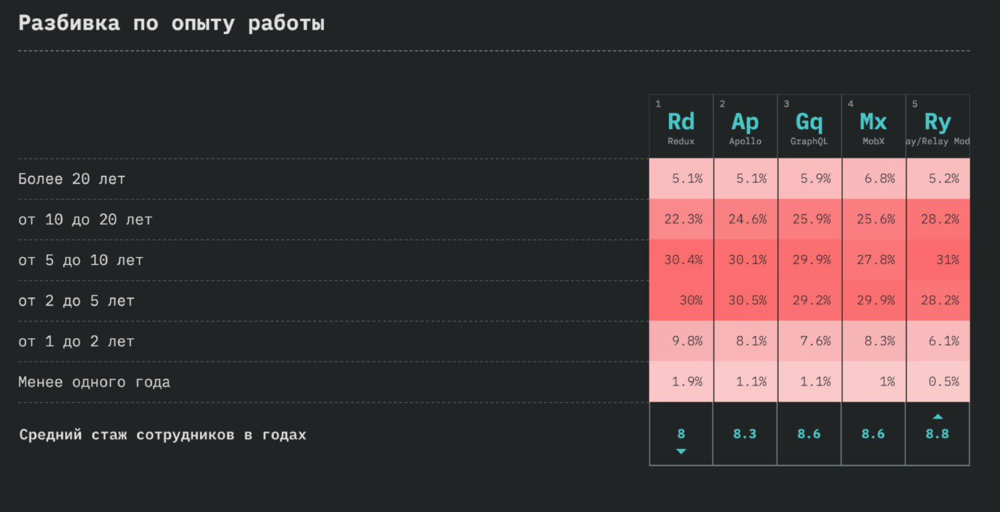 Разбивка по опыту работы
1 2 3 4 5
Rd Ap Gq Mx Ry
Redux Apollo GraphQL MobX ay/Relay Mod
Более 20 лет 5.1% 5.1% 5.9% 6.8% 5.2%
от 10 до 20 лет 22.3% 24.6% 25.9% 25.6% 28.2%
от 5 до 10 лет 30.4% 30.1% 29.9% 27.8% 31%
от 2 до 5 лет 30% 30.5% 29.2% 29.9% 28.2%
от 1 до 2 лет 9.8% 8.1% 7.6% 8.3% 6.1%
Менее одного года 1.9% 1.1% 1.1% 1% 0.5%
Средний стаж сотрудников в годах 8 8.3 8.6 8.6 8.8